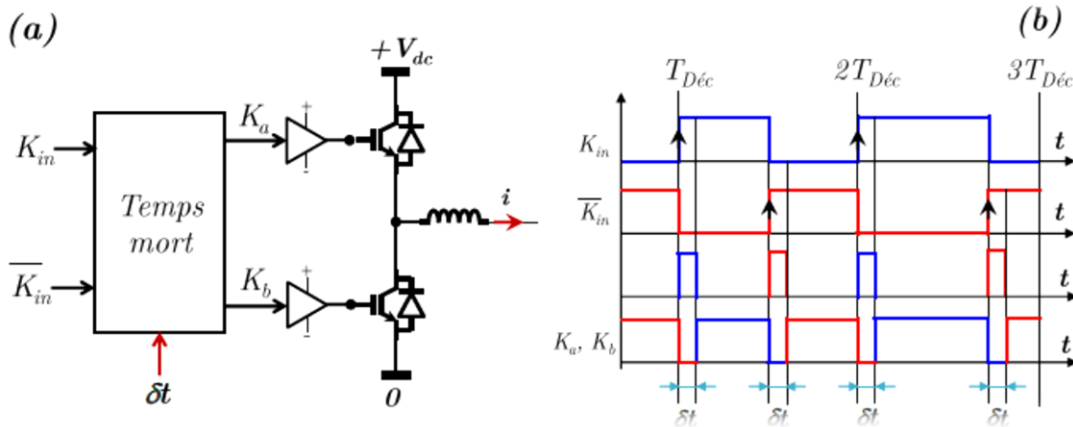 (a)
+V_dc
K_in
Temps
mort
K_a
\overline{K_in}
K_b
+
-
+
-
i
δt
0
(b)
T_Déc 2T_Déc 3T_Déc
K_in t
\overline{K}_in t
t
K_a, K_b t
δt δt δt δt